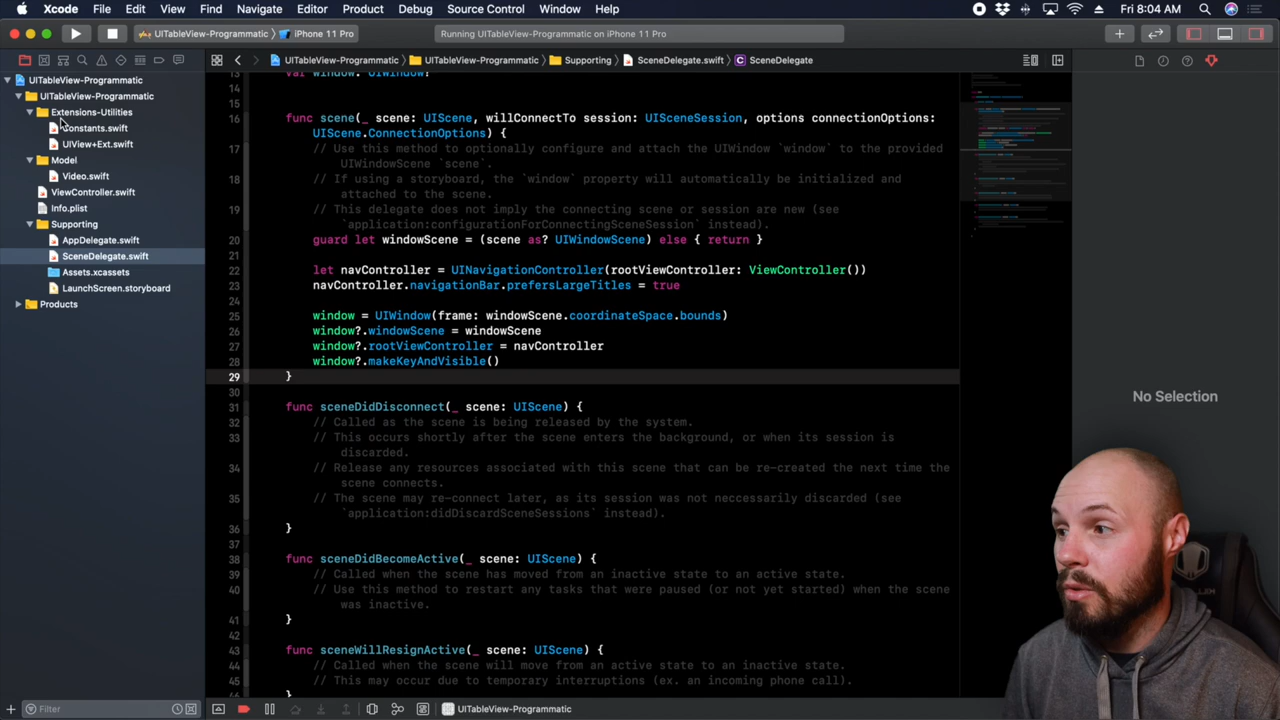 Xcode File Edit View Find Navigate Editor Product Debug Source Control Window Help Fri 8:04 AM
UITableView-Programmatic iPhone 11 Pro Running UITableView-Programmatic on iPhone 11 Pro
UITableView-Programmatic UITableView-Programmatic Supporting SceneDelegate.swift SceneDelegate
UITableView-Programmatic
UITableView-Programmatic
Extensions-Utilities
Constants.swift
UIView+Ext.swift
Model
Video.swift
ViewController.swift
Info.plist
Supporting
AppDelegate.swift
SceneDelegate.swift
Assets.xcassets
LaunchScreen.storyboard
Products
13 var window: UIWindow?
14
15
16 func scene(_ scene: UIScene, willConnectTo session: UISceneSession, options connectionOptions:
UIScene.ConnectionOptions) {
17 // Use this method to optionally configure and attach the UIWindow `window` to the provided
UIWindowScene `scene`.
18 // If using a storyboard, the `window` property will automatically be initialized and
attached to the scene.
19 // This delegate does not imply the connecting scene or session are new (see
`application:configurationForConnectingSceneSession` instead).
20 guard let windowScene = (scene as? UIWindowScene) else { return }
21
22 let navController = UINavigationController(rootViewController: ViewController())
23 navController.navigationBar.prefersLargeTitles = true
24
25 window = UIWindow(frame: windowScene.coordinateSpace.bounds)
26 window?.windowScene = windowScene
27 window?.rootViewController = navController
28 window?.makeKeyAndVisible()
29 }
30
31 func sceneDidDisconnect(_ scene: UIScene) {
32 // Called as the scene is being released by the system.
33 // This occurs shortly after the scene enters the background, or when its session is
discarded.
34 // Release any resources associated with this scene that can be re-created the next time the
scene connects.
35 // The scene may re-connect later, as its session was not neccessarily discarded (see
`application:didDiscardSceneSessions` instead).
36 }
37
38 func sceneDidBecomeActive(_ scene: UIScene) {
39 // Called when the scene has moved from an inactive state to an active state.
40 // Use this method to restart any tasks that were paused (or not yet started) when the scene
was inactive.
41 }
42
43 func sceneWillResignActive(_ scene: UIScene) {
44 // Called when the scene will move from an active state to an inactive state.
45 // This may occur due to temporary interruptions (ex. an incoming phone call).
46 }
No Selection
Filter
UITableView-Programmatic